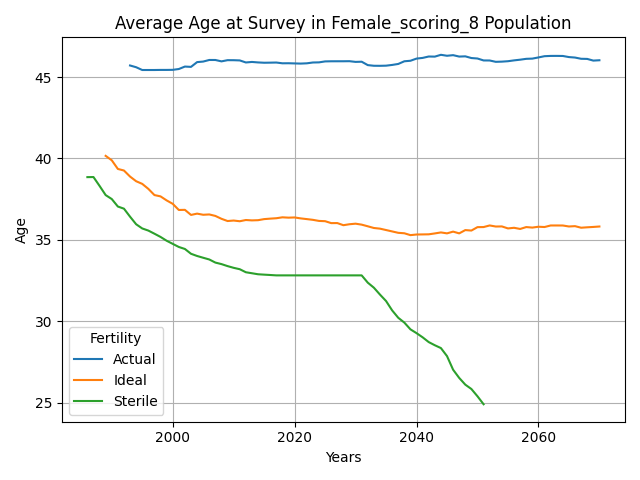 Average Age at Survey in Female_scoring_8 Population
Age
45
40
35
30
25
Fertility
Actual
Ideal
Sterile
2000 2020 2040 2060
Years